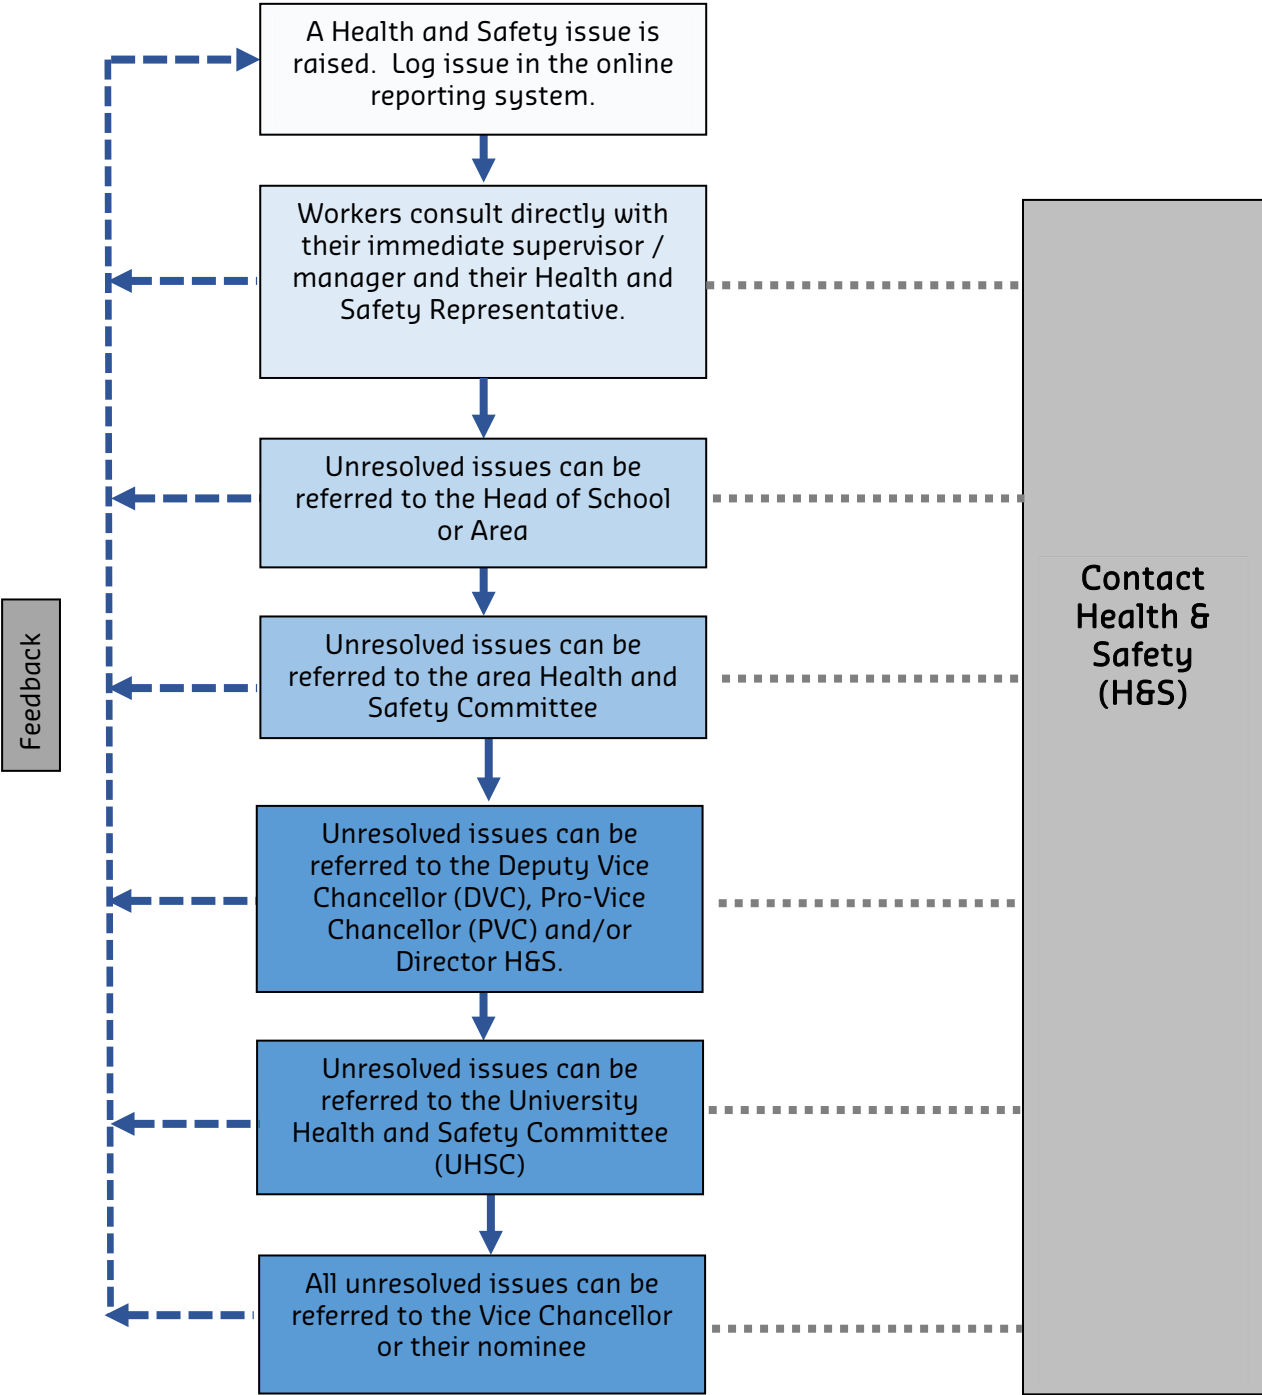 A Health and Safety issue is
raised.  Log issue in the online
reporting system.
Workers consult directly with
their immediate supervisor /
manager and their Health and
Safety Representative.
Unresolved issues can be
referred to the Head of School
or Area
Unresolved issues can be
referred to the area Health and
Safety Committee
Unresolved issues can be
referred to the Deputy Vice
Chancellor (DVC), Pro-Vice
Chancellor (PVC) and/or
Director H&S.
Unresolved issues can be
referred to the University
Health and Safety Committee
(UHSC)
All unresolved issues can be
referred to the Vice Chancellor
or their nominee
Feedback
Contact
Health &
Safety
(H&S)